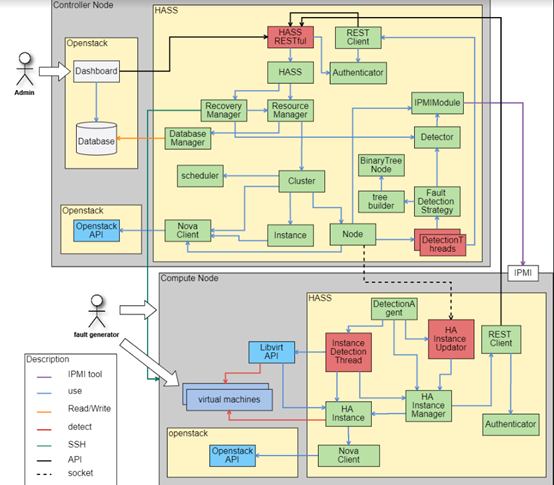 Controller Node
HASS
Openstack
Dashboard
Database
Admin
HASS
RESTful
REST
Client
HASS
Authenticator
Recovery
Manager
Resource
Manager
IPMIModule
Database
Manager
Detector
BinaryTree
Node
scheduler
Cluster
tree
builder
Fault
Detection
Strategy
Openstack
Openstack
API
Nova
Client
Instance
Node
DetectionT
hreads
IPMI
Compute Node
HASS
fault generator
DetectionA
gent
Libvirt
API
Instance
Detection
Thread
HA
Instance
Updator
REST
Client
virtual machines
HA
Instance
HA
Instance
Manager
Authenticator
openstack
Openstack
API
Nova
Client
Description
IPMI tool
use
Read/Write
detect
SSH
API
socket